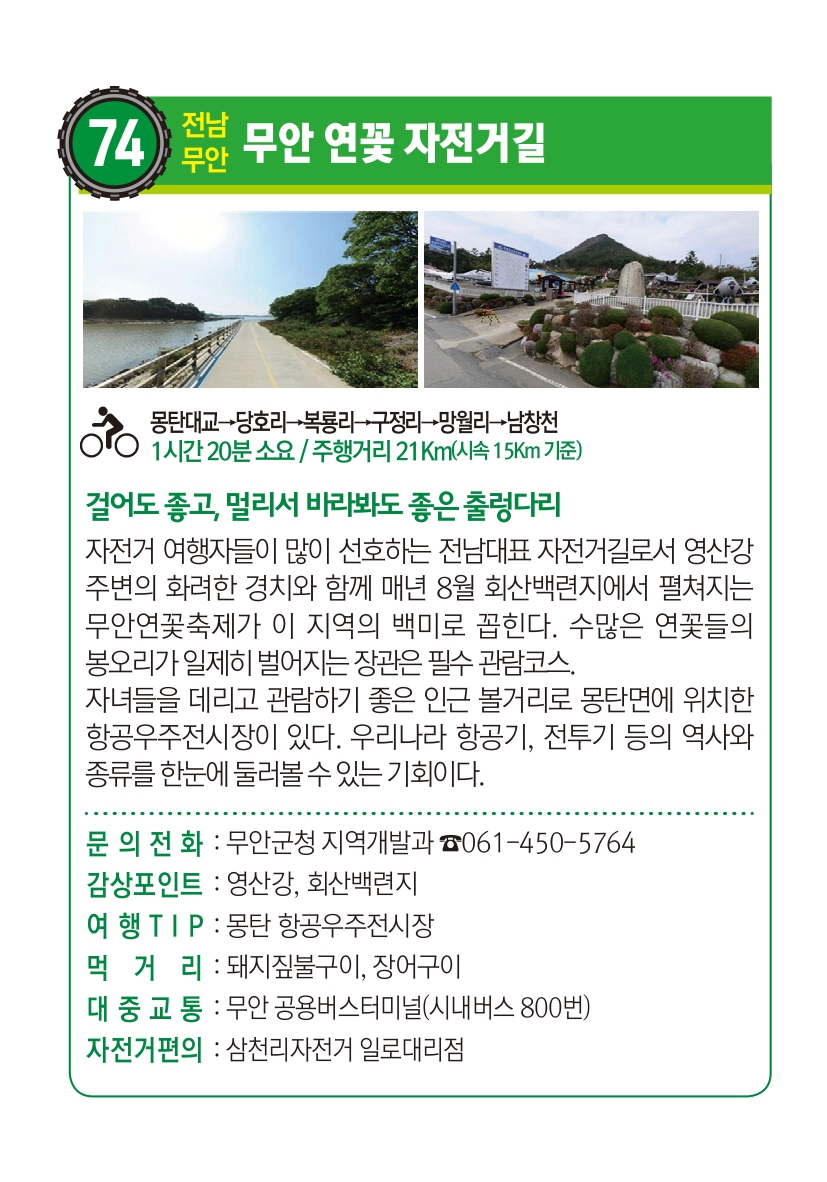 74
전남
무안
무안 연꽃 자전거길
몽탄대교→당호리→복룡리→구정리→망월리→남창천
1시간 20분 소요 / 주행거리 21Km(시속 15Km 기준)
걸어도 좋고, 멀리서 바라봐도 좋은 출렁다리
자전거 여행자들이 많이 선호하는 전남대표 자전거길로서 영산강
주변의 화려한 경치와 함께 매년 8월 회산백련지에서 펼쳐지는
무안연꽃축제가 이 지역의 백미로 꼽힌다. 수많은 연꽃들의
봉오리가 일제히 벌어지는 장관은 필수 관람코스.
자녀들을 데리고 관람하기 좋은 인근 볼거리로 몽탄면에 위치한
항공우주전시장이 있다. 우리나라 항공기, 전투기 등의 역사와
종류를 한눈에 둘러볼 수 있는 기회이다.
문 의 전 화 : 무안군청 지역개발과 ☎061-450-5764
감상포인트 : 영산강, 회산백련지
여 행 T I P : 몽탄 항공우주전시장
먹 거 리 : 돼지짚불구이, 장어구이
대 중 교 통 : 무안 공용버스터미널(시내버스 800번)
자전거편의 : 삼천리자전거 일로대리점